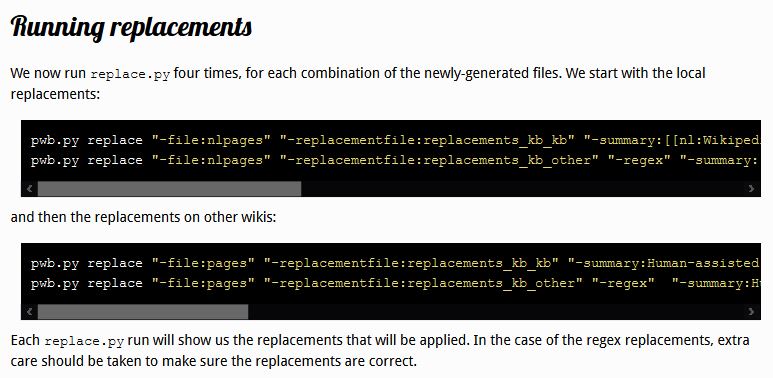 Running replacements
We now run replace.py four times, for each combination of the newly-generated files. We start with the local
replacements:
pwb.py replace "-file:nlpages" "-replacementfile:replacements_kb_kb" "-summary:[[nl:Wikiped
pwb.py replace "-file:nlpages" "-replacementfile:replacements_kb_other" "-regex" "-summary:
and then the replacements on other wikis:
pwb.py replace "-file:pages" "-replacementfile:replacements_kb_kb" "-summary:Human-assisted
pwb.py replace "-file:pages" "-replacementfile:replacements_kb_other" "-regex"  "-summary:H
Each replace.py run will show us the replacements that will be applied. In the case of the regex replacements, extra
care should be taken to make sure the replacements are correct.